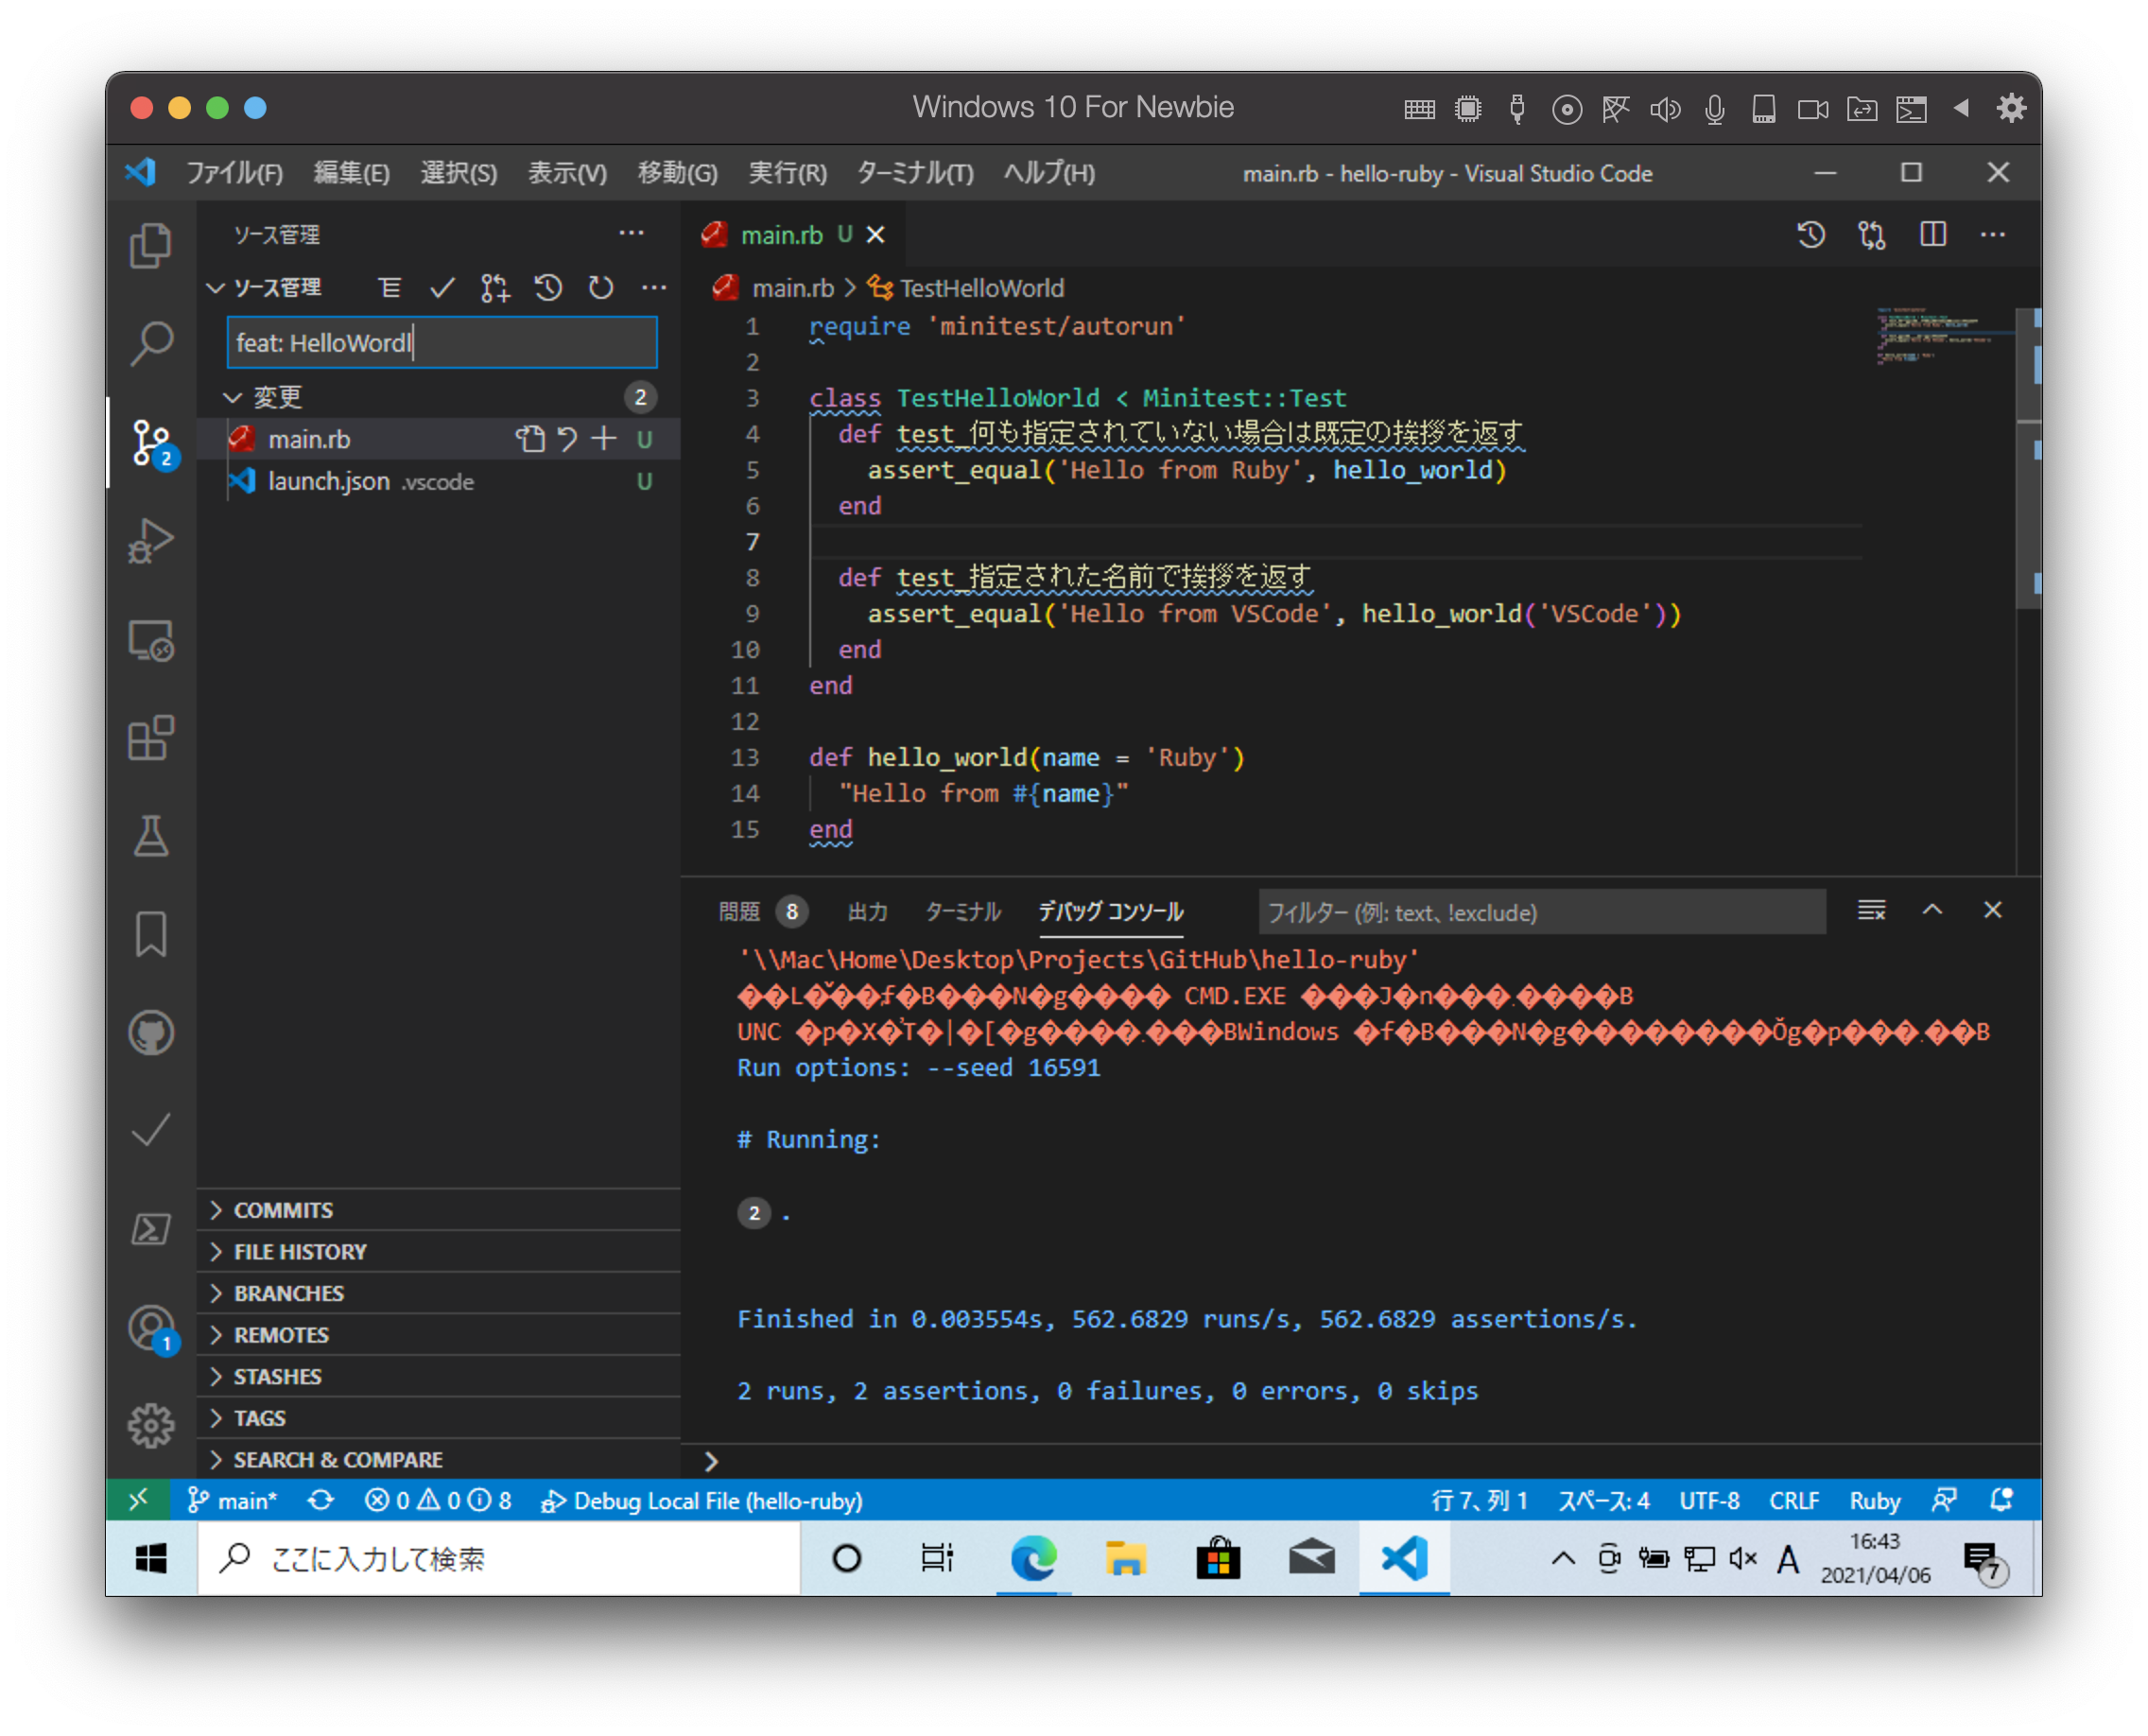 Windows 10 For Newbie
ファイル(F) 編集(E) 選択(S) 表示(V) 移動(G) 実行(R) ターミナル(T) ヘルプ(H) main.rb - hello-ruby - Visual Studio Code
ソース管理
ソース管理
feat: HelloWordl
変更 2
main.rb U
launch.json .vscode U
2
1
COMMITS
FILE HISTORY
BRANCHES
REMOTES
STASHES
TAGS
SEARCH & COMPARE
main.rb U
main.rb > TestHelloWorld
1 require 'minitest/autorun'
2
3 class TestHelloWorld < Minitest::Test
4 def test_何も指定されていない場合は既定の挨拶を返す
5 assert_equal('Hello from Ruby', hello_world)
6 end
7
8 def test_指定された名前で挨拶を返す
9 assert_equal('Hello from VSCode', hello_world('VSCode'))
10 end
11 end
12
13 def hello_world(name = 'Ruby')
14 "Hello from #{name}"
15 end
問題 8 出力 ターミナル デバッグ コンソール フィルター (例: text、!exclude)
'\\Mac\Home\Desktop\Projects\GitHub\hello-ruby'
CMD.EXE
UNC
Run options: --seed 16591
# Running:
2 .
Finished in 0.003554s, 562.6829 runs/s, 562.6829 assertions/s.
2 runs, 2 assertions, 0 failures, 0 errors, 0 skips
main* 0 0 8 Debug Local File (hello-ruby) 行 7、列 1 スペース: 4 UTF-8 CRLF Ruby
ここに入力して検索
A 16:43
2021/04/06
7